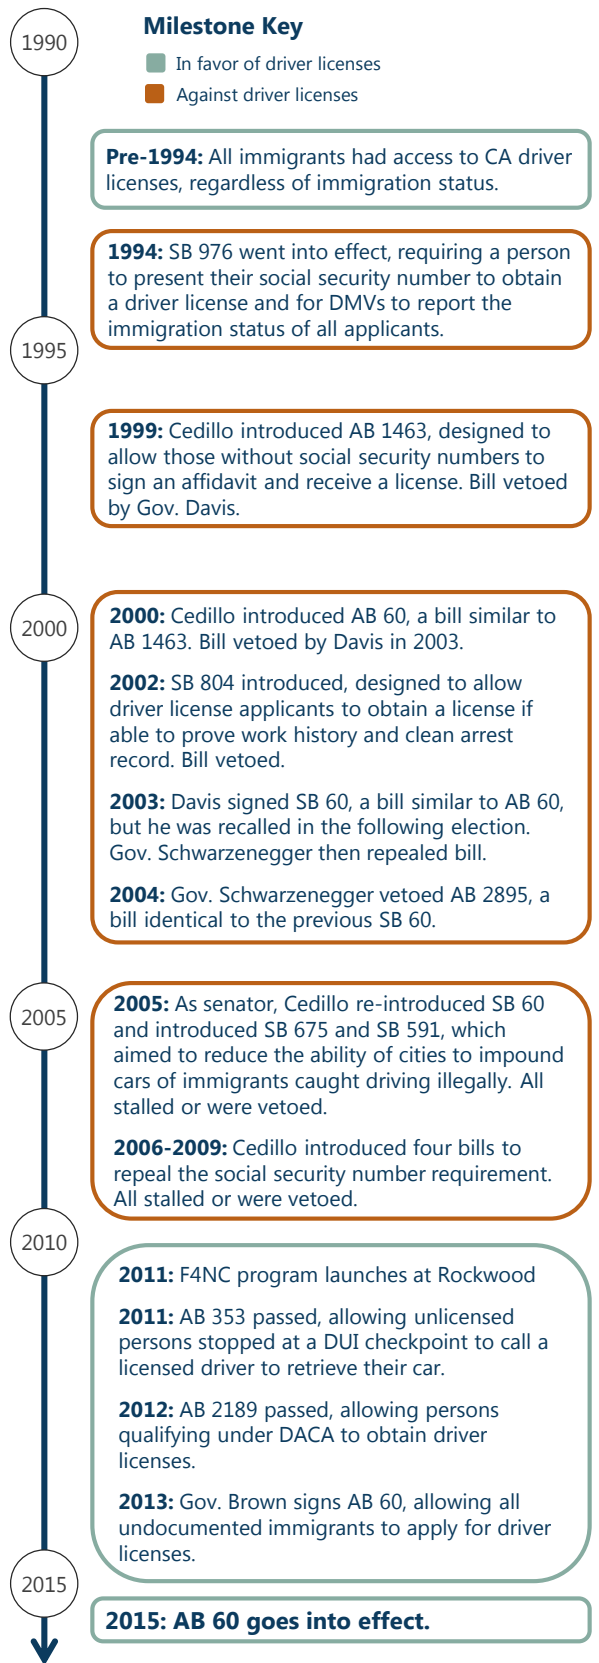 1990
Milestone Key
In favor of driver licenses
Against driver licenses
Pre-1994: All immigrants had access to CA driver
licenses, regardless of immigration status.
1994: SB 976 went into effect, requiring a person
to present their social security number to obtain
a driver license and for DMVs to report the
immigration status of all applicants.
1995
1999: Cedillo introduced AB 1463, designed to
allow those without social security numbers to
sign an affidavit and receive a license. Bill vetoed
by Gov. Davis.
2000
2000: Cedillo introduced AB 60, a bill similar to
AB 1463. Bill vetoed by Davis in 2003.
2002: SB 804 introduced, designed to allow
driver license applicants to obtain a license if
able to prove work history and clean arrest
record. Bill vetoed.
2003: Davis signed SB 60, a bill similar to AB 60,
but he was recalled in the following election.
Gov. Schwarzenegger then repealed bill.
2004: Gov. Schwarzenegger vetoed AB 2895, a
bill identical to the previous SB 60.
2005
2005: As senator, Cedillo re-introduced SB 60
and introduced SB 675 and SB 591, which
aimed to reduce the ability of cities to impound
cars of immigrants caught driving illegally. All
stalled or were vetoed.
2006-2009: Cedillo introduced four bills to
repeal the social security number requirement.
All stalled or were vetoed.
2010
2011: F4NC program launches at Rockwood
2011: AB 353 passed, allowing unlicensed
persons stopped at a DUI checkpoint to call a
licensed driver to retrieve their car.
2012: AB 2189 passed, allowing persons
qualifying under DACA to obtain driver
licenses.
2013: Gov. Brown signs AB 60, allowing all
undocumented immigrants to apply for driver
licenses.
2015
2015: AB 60 goes into effect.